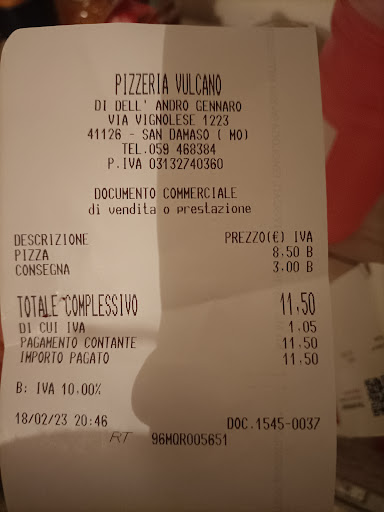 PIZZERIA VULCANO
DI DELL' ANDRO GENNARO
VIA VIGNOLESE 1223
41126 - SAN DAMASO ( MO)
TEL.059 468384
P.IVA 03132740360
DOCUMENTO COMMERCIALE
di vendita o prestazione
DESCRIZIONE PREZZO(€) IVA
PIZZA 8,50 B
CONSEGNA 3,00 B
TOTALE COMPLESSIVO 11,50
DI CUI IVA 1,05
PAGAMENTO CONTANTE 11,50
IMPORTO PAGATO 11,50
B: IVA 10,00%
18/02/23 20:46 DOC.1545-0037
RT 96MQR005651